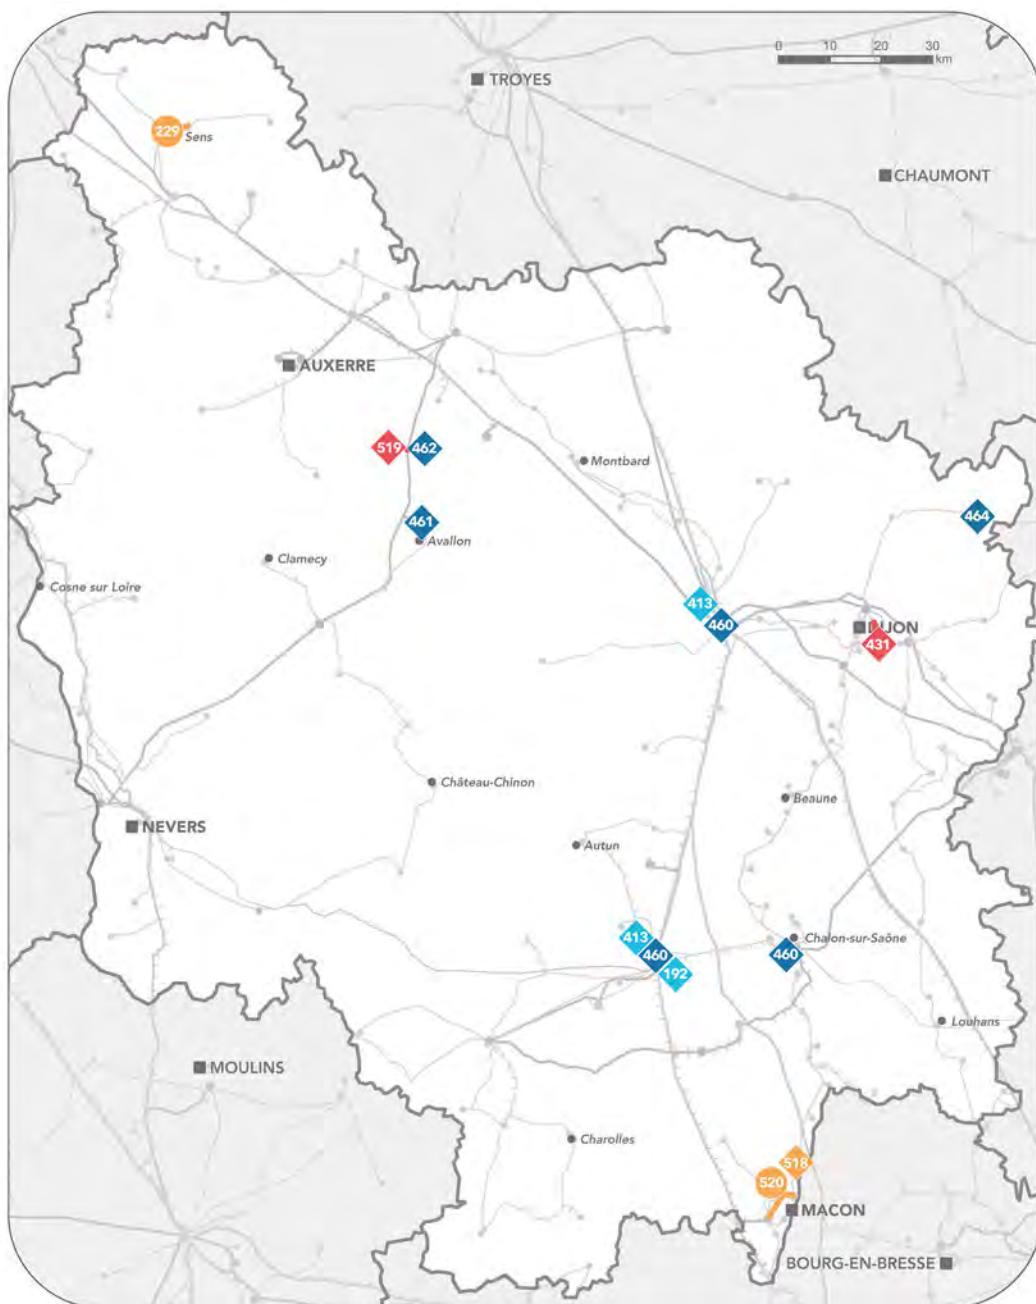 0 10 20 30
km
TROYES
229
Sens
CHAUMONT
AUXERRE
519 462
Montbard
461
Avallon
464
Clamecy
Cosne sur Loire
413
460
DIJON
431
Château-Chinon
Beaune
NEVERS
Autun
413
460
192
Chalon-sur-Saône
460
Louhans
MOULINS
Charolles
518
520
MACON
BOURG-EN-BRESSE